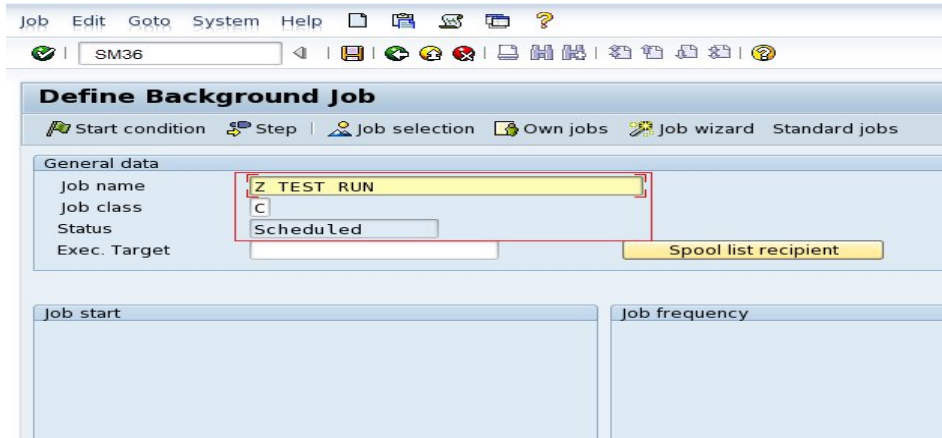 Job Edit Goto System Help
SM36
Define Background Job
Start condition Step Job selection Own jobs Job wizard Standard jobs
General data
Job name Z TEST RUN
Job class C
Status Scheduled
Exec. Target Spool list recipient
Job start Job frequency